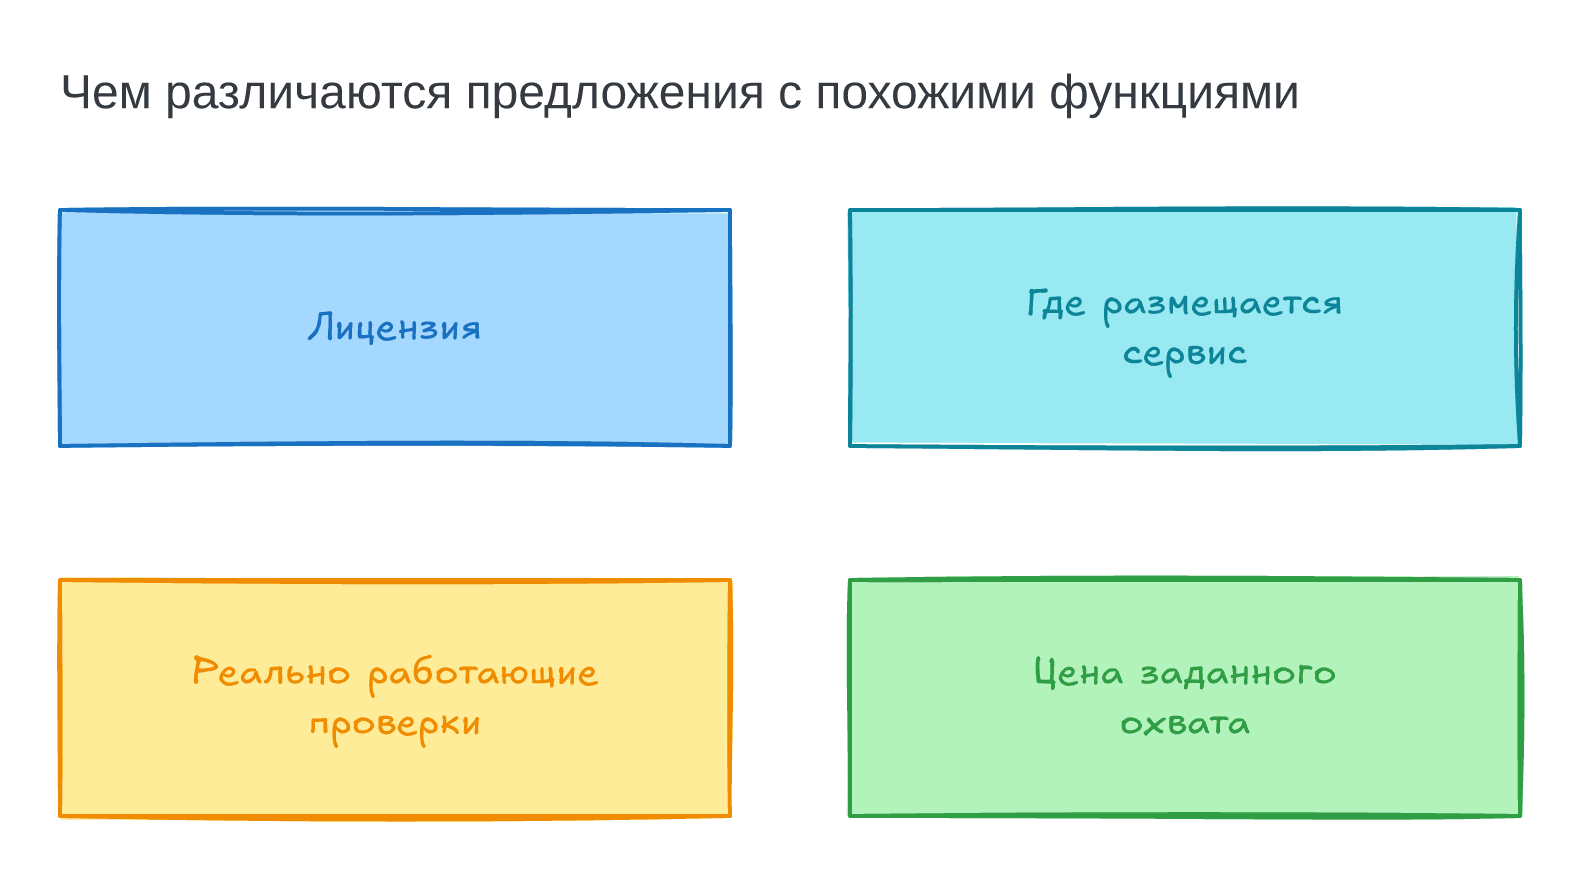 Чем различаются предложения с похожими функциями
Лицензия
Где размещается
сервис
Реально работающие
проверки
Цена заданного
охвата